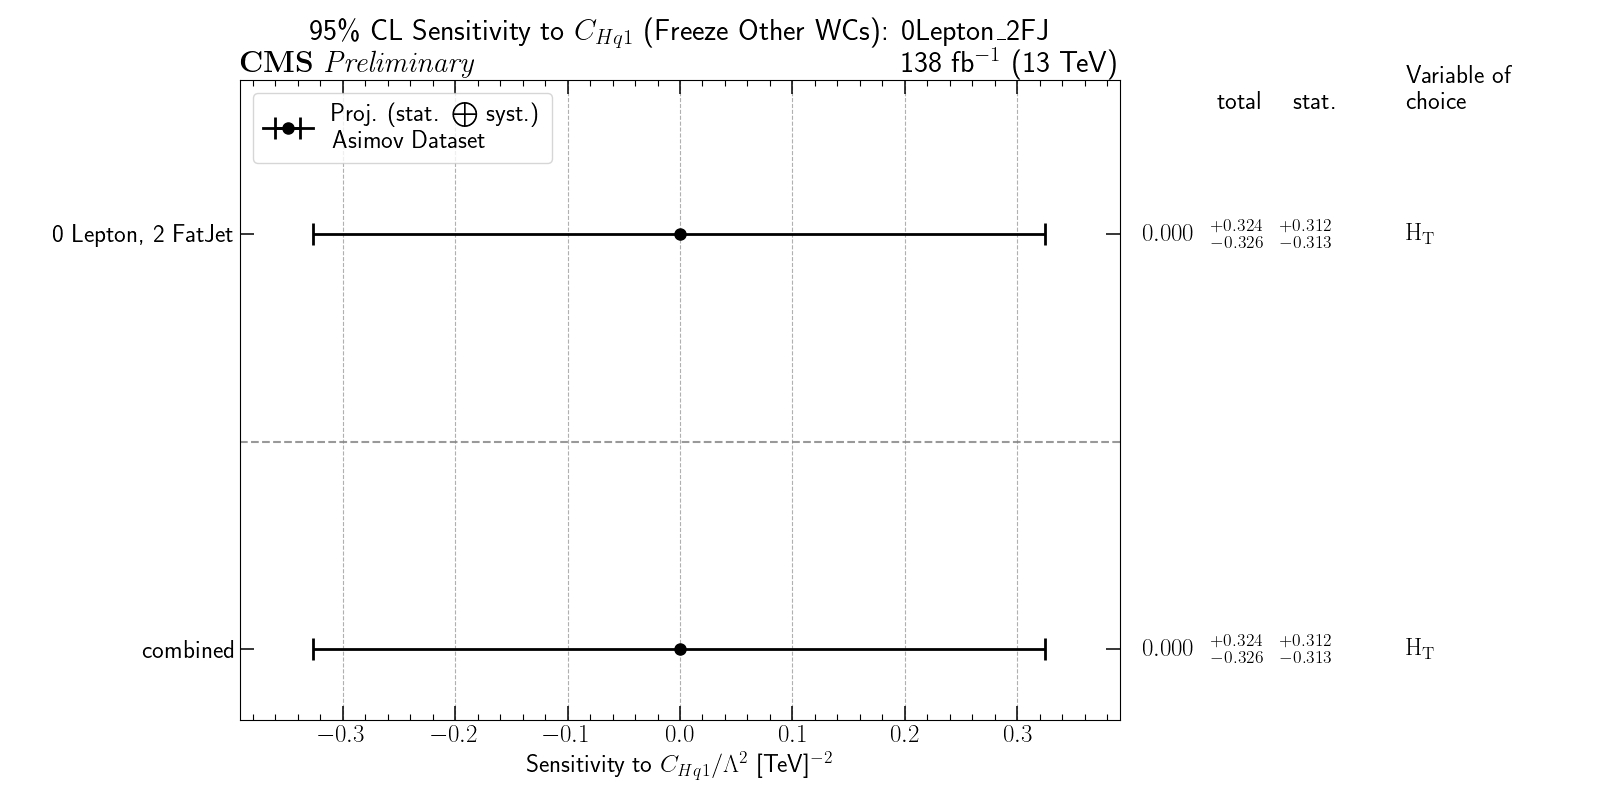 95% CL Sensitivity to C_{Hq1} (Freeze Other WCs): 0Lepton_2FJ
CMS Preliminary 138 fb^{-1} (13 TeV)
Variable of
total stat. choice
Proj. (stat. ⨁ syst.)
Asimov Dataset
0 Lepton, 2 FatJet 0.000 +0.324 +0.312 H_T
−0.326 −0.313
combined 0.000 +0.324 +0.312 H_T
−0.326 −0.313
−0.3 −0.2 −0.1 0.0 0.1 0.2 0.3
Sensitivity to C_{Hq1}/Λ^2 [TeV]^{−2}